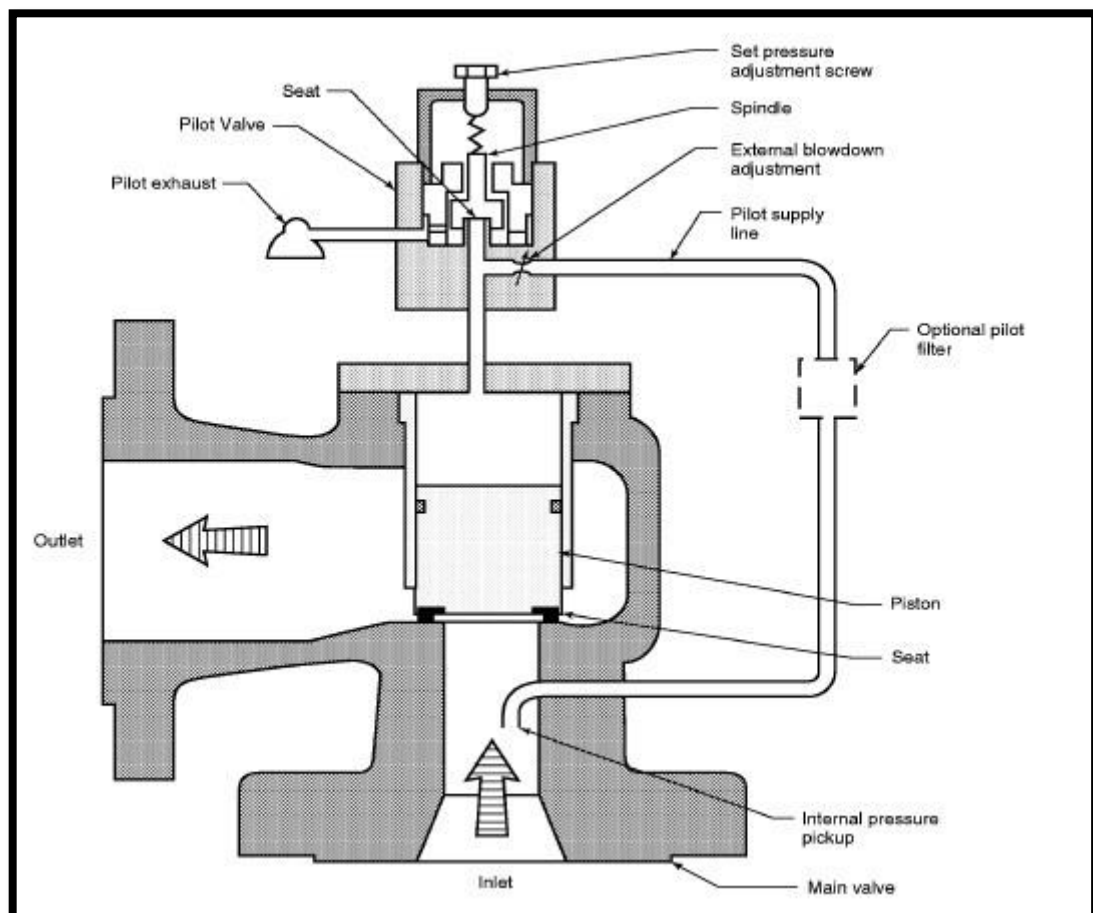 Set pressure
adjustment screw
Seat
Spindle
Pilot Valve
External blowdown
adjustment
Pilot exhaust
Pilot supply
line
Optional pilot
filter
Outlet
Piston
Seat
Internal pressure
pickup
Inlet
Main valve